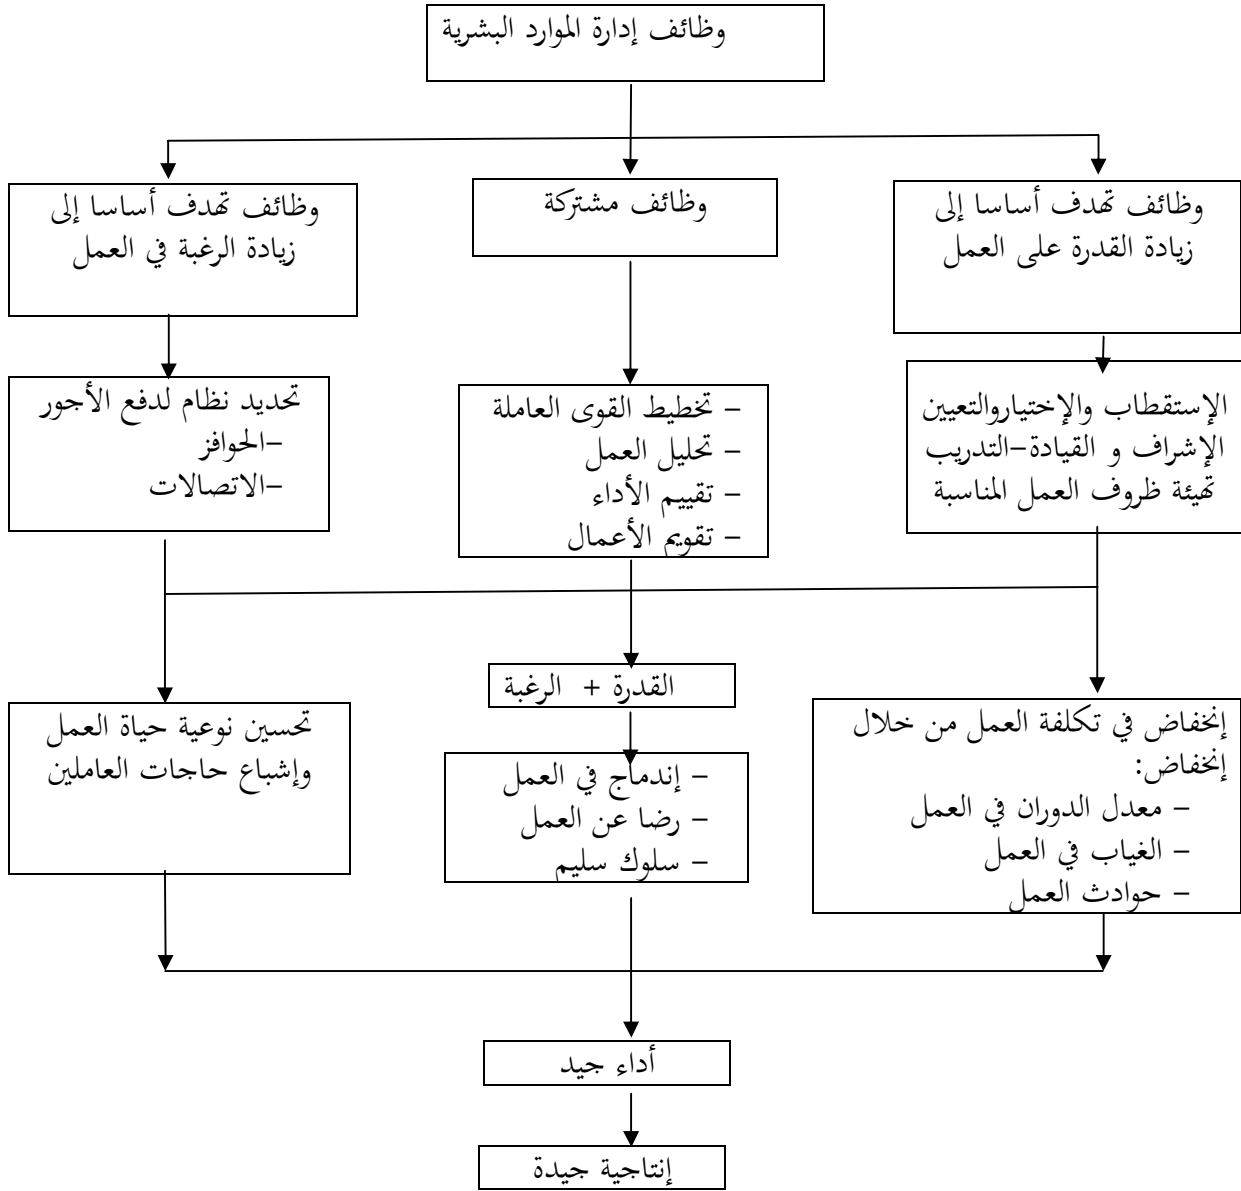 وظائف إدارة الموارد البشرية
وظائف تهدف أساسا إلى
زيادة القدرة على العمل
وظائف مشتركة
وظائف تهدف أساسا إلى
زيادة الرغبة في العمل
الإستقطاب والإختياروالتعيين
الإشراف و القيادة–التدريب
تهيئة ظروف العمل المناسبة
– تخطيط القوى العاملة
– تحليل العمل
– تقييم الأداء
– تقويم الأعمال
تحديد نظام لدفع الأجور
–الحوافز
–الاتصالات
القدرة + الرغبة
إنخفاض في تكلفة العمل من خلال
إنخفاض:
– معدل الدوران في العمل
– الغياب في العمل
– حوادث العمل
– إندماج في العمل
– رضا عن العمل
– سلوك سليم
تحسين نوعية حياة العمل
وإشباع حاجات العاملين
أداء جيد
إنتاجية جيدة